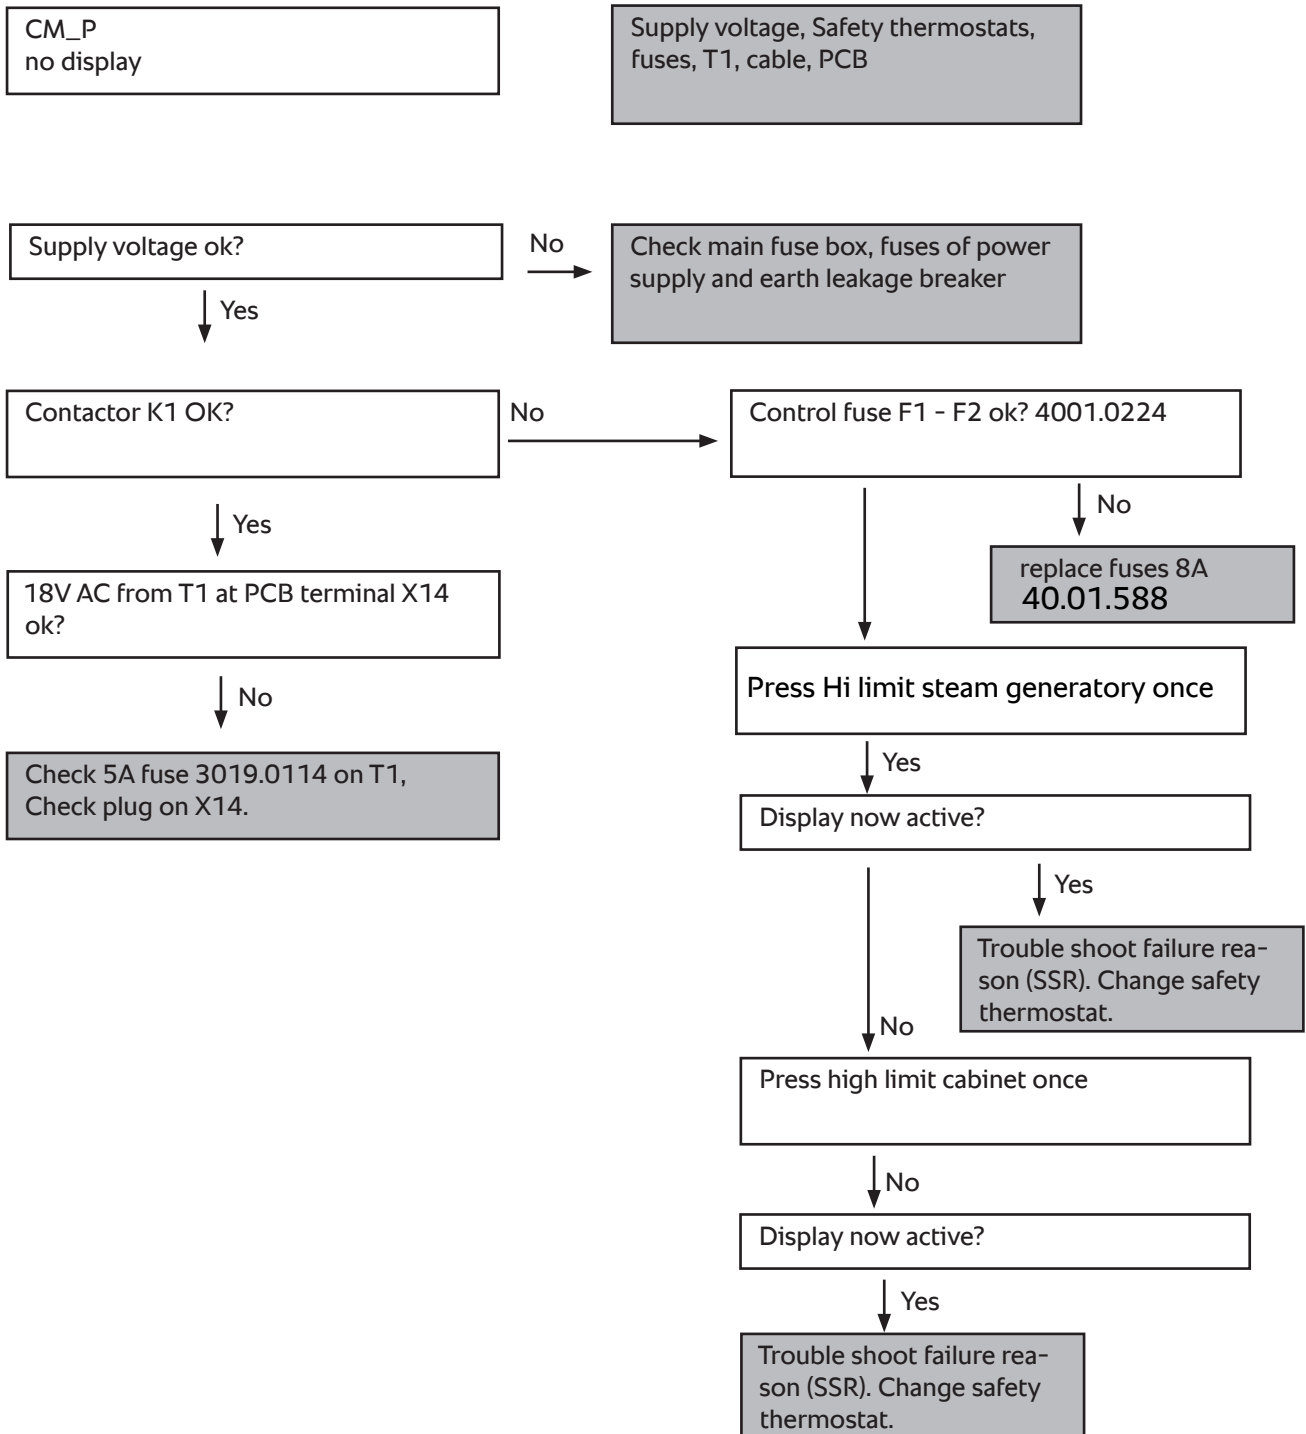 CM_P
no display
Supply voltage, Safety thermostats,
fuses, T1, cable, PCB
Supply voltage ok?
No
Check main fuse box, fuses of power
supply and earth leakage breaker
Yes
Contactor K1 OK?
No
Control fuse F1 - F2 ok? 4001.0224
Yes
No
18V AC from T1 at PCB terminal X14
ok?
replace fuses 8A
40.01.588
No
Press Hi limit steam generatory once
Check 5A fuse 3019.0114 on T1,
Check plug on X14.
Yes
Display now active?
Yes
Trouble shoot failure rea-
son (SSR). Change safety
thermostat.
No
Press high limit cabinet once
No
Display now active?
Yes
Trouble shoot failure rea-
son (SSR). Change safety
thermostat.